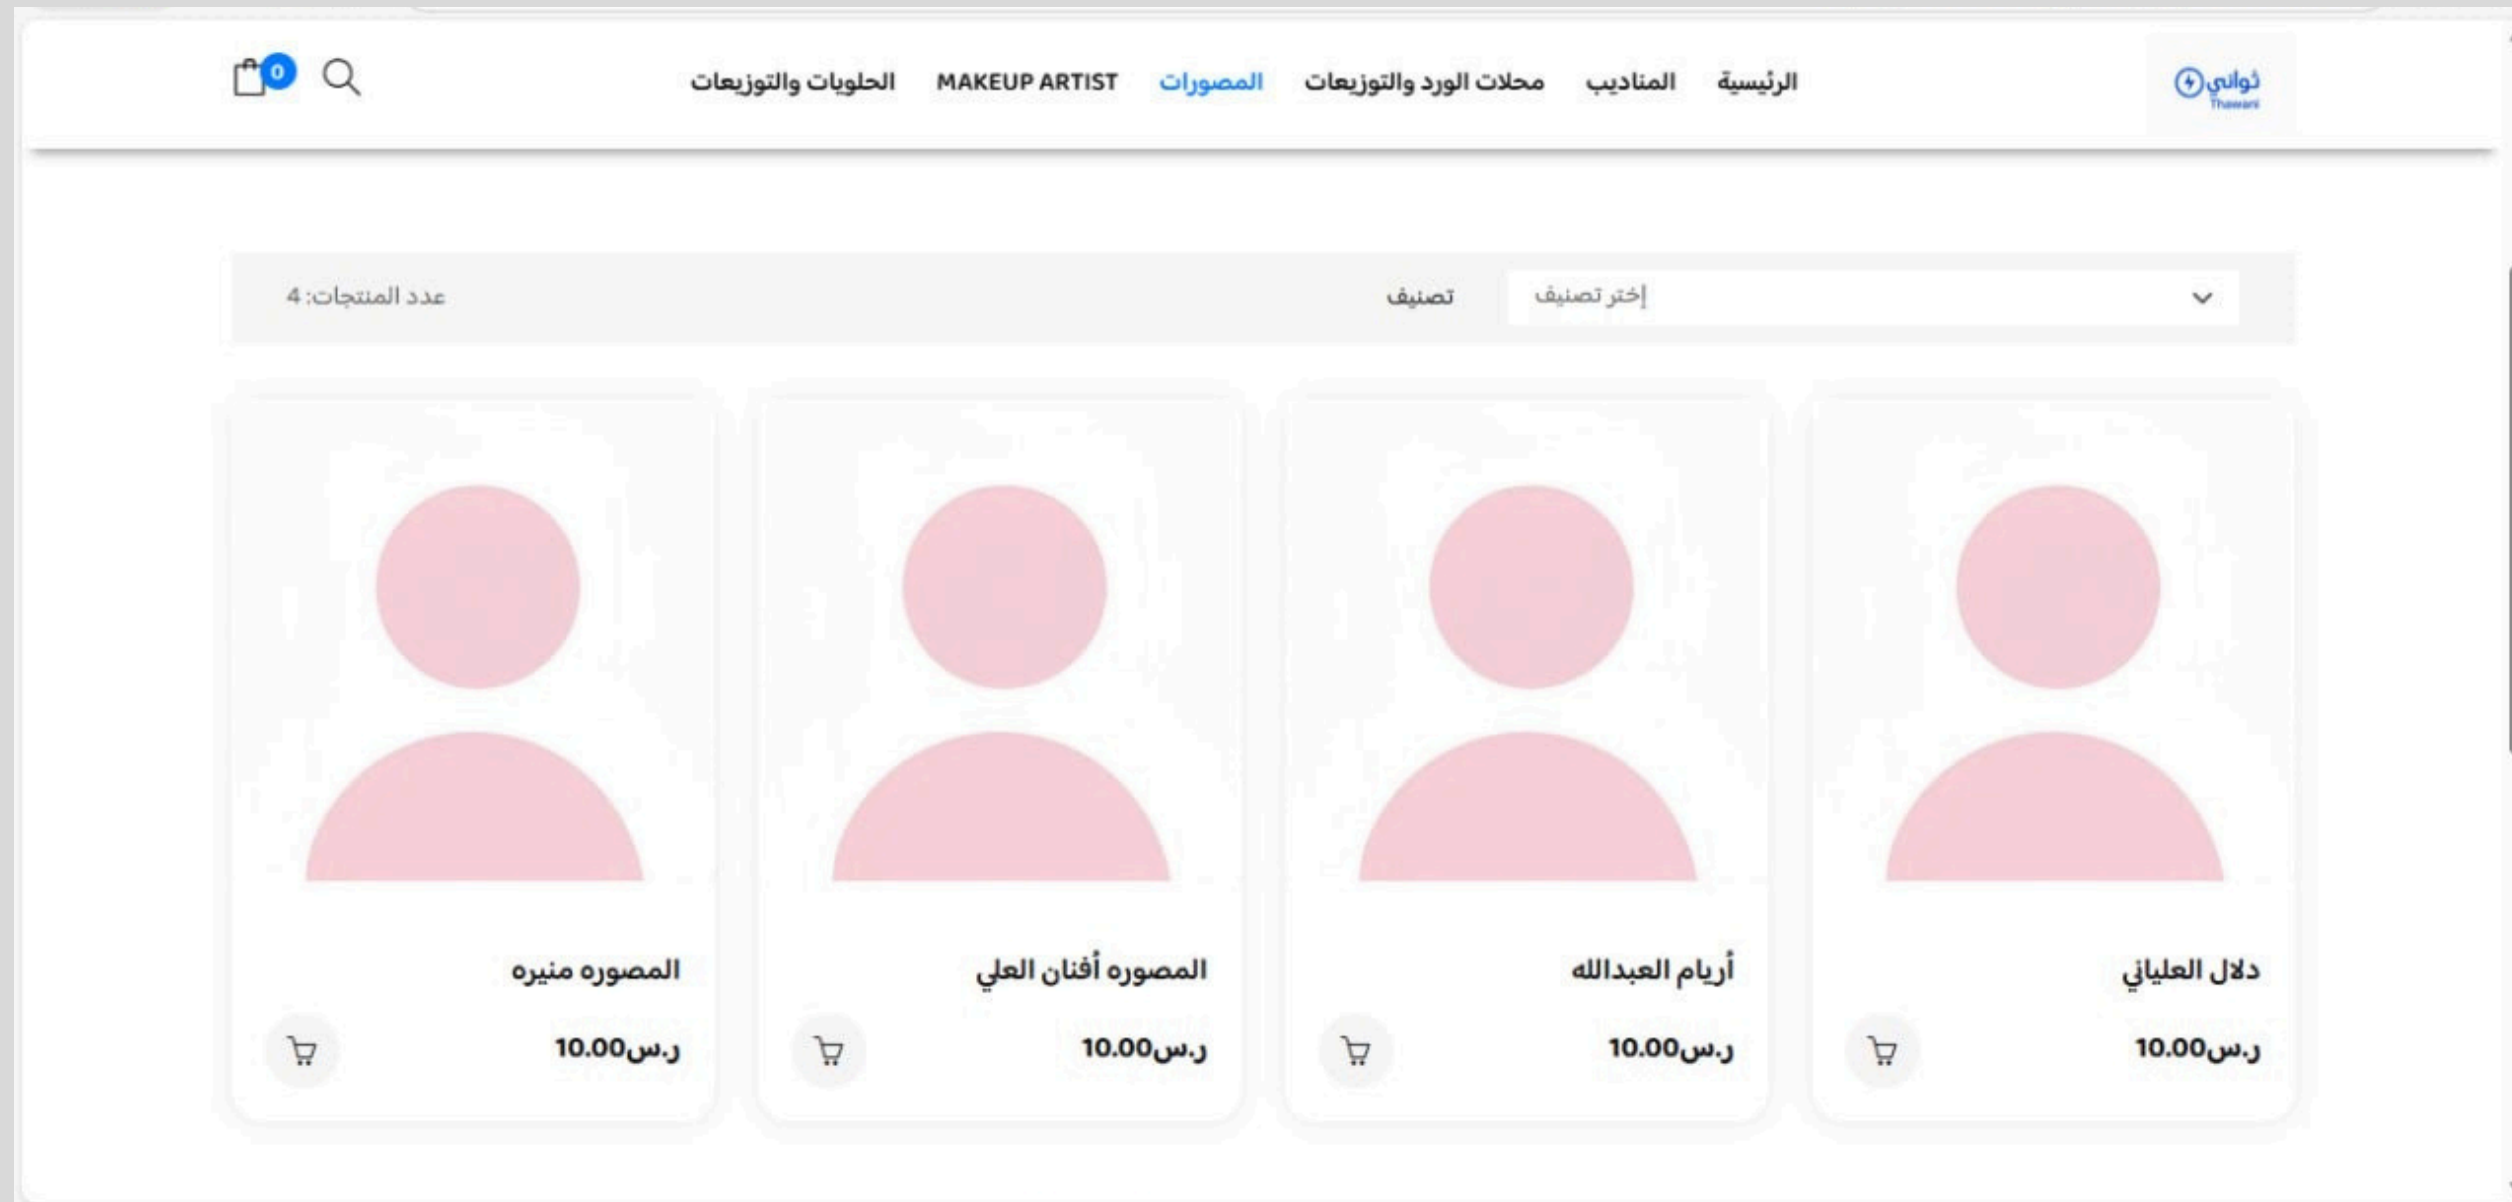 ثواني
Thawani
الرئيسية المناديب محلات الورد والتوزيعات المصورات MAKEUP ARTIST الحلويات والتوزيعات
0
إختر تصنيف
تصنيف
عدد المنتجات: 4
دلال العلياني
ر.س10.00
أريام العبدالله
ر.س10.00
المصوره أفنان العلي
ر.س10.00
المصوره منيره
ر.س10.00